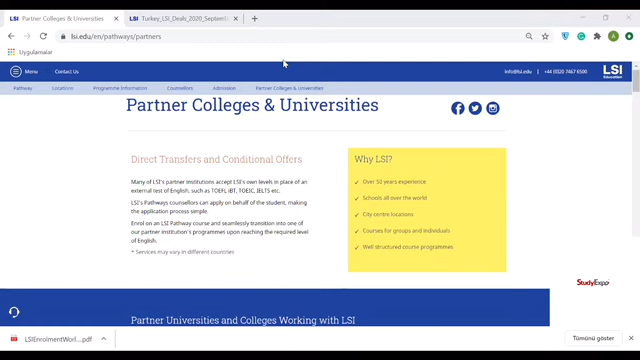 LSI Partner Colleges & Universities
LSI Turkey_LSI_Deals_2020_Septemb
lsi.edu/en/pathways/partners
A
Uygulamalar
Menu
Contact Us
info@lsi.edu
+44 (0)20 7467 6500
LSI
Education
Pathway
Locations
Programme Information
Counsellors
Admission
Partner Colleges & Universities
Partner Colleges & Universities
Direct Transfers and Conditional Offers
Many of LSI's partner institutions accept LSI's own levels in place of an
external test of English, such as TOEFL iBT, TOEIC, IELTS etc.
LSI's Pathways counsellors can apply on behalf of the student, making
the application process simple.
Enrol on an LSI Pathway course and seamlessly transition into one of
our partner institution's programmes upon reaching the required level
of English.
* Services may vary in different countries
Why LSI?
✓ Over 50 years experience
✓ Schools all over the world
✓ City centre locations
✓ Courses for groups and individuals
✓ Well structured course programmes
StudyExpo
Partner Universities and Colleges Working with LSI
LSIEnrolmentWorl....pdf
Tümünü göster